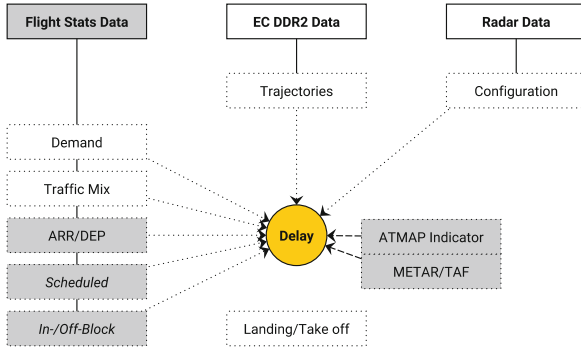 Flight Stats Data
EC DDR2 Data
Radar Data
Trajectories
Configuration
Demand
Traffic Mix
ARR/DEP
Delay
ATMAP Indicator
METAR/TAF
Scheduled
In-/Off-Block
Landing/Take off